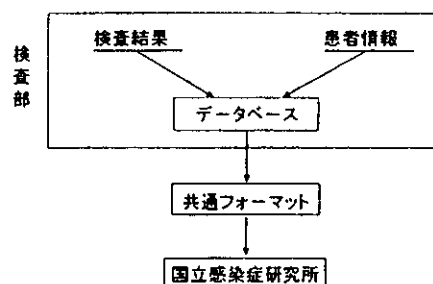 検査部
検査結果
患者情報
データベース
共通フォーマット
国立感染症研究所